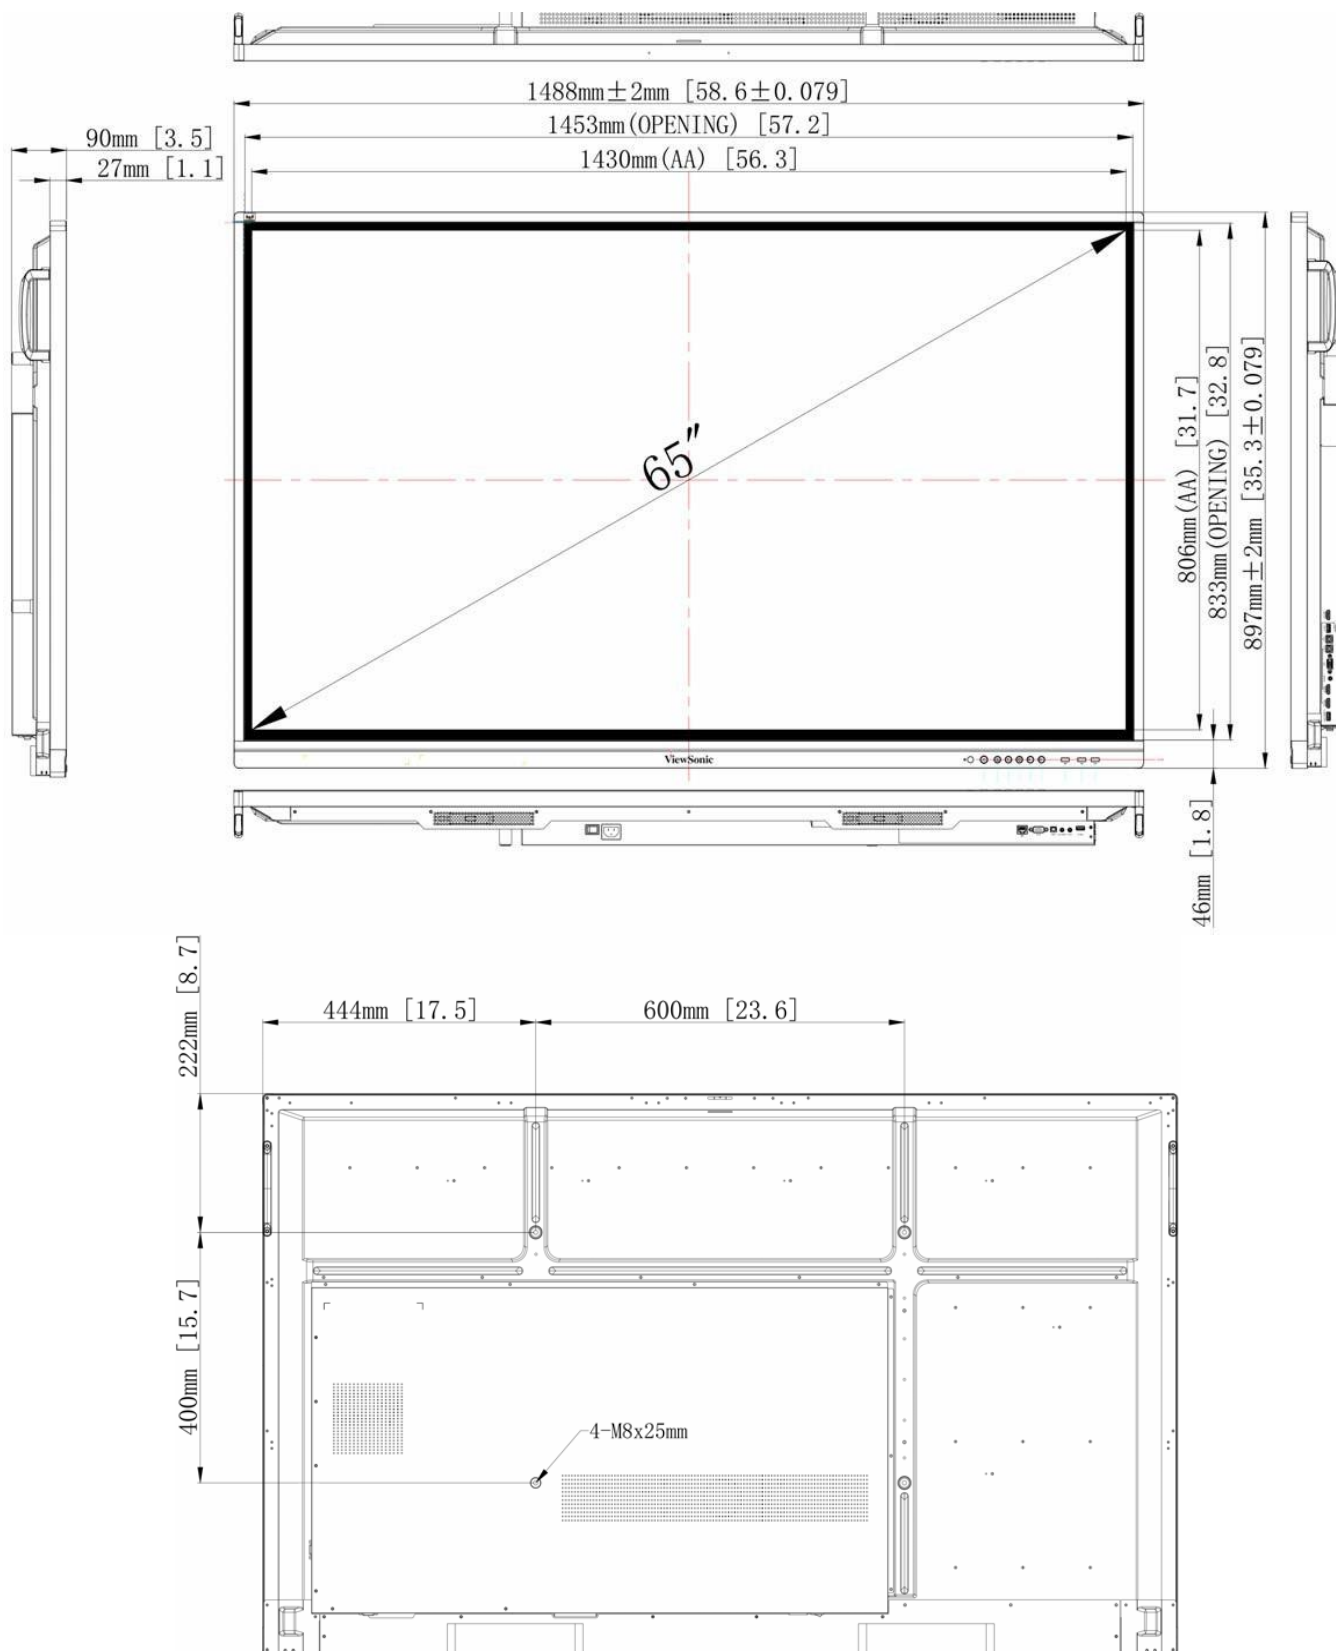 1488mm±2mm [58.6±0.079]
1453mm(OPENING) [57.2]
1430mm(AA) [56.3]
90mm [3.5]
27mm [1.1]
65"
806mm(AA) [31.7]
833mm(OPENING) [32.8]
897mm±2mm [35.3±0.079]
ViewSonic
46mm [1.8]
222mm [8.7]
444mm [17.5]
600mm [23.6]
400mm [15.7]
4-M8x25mm